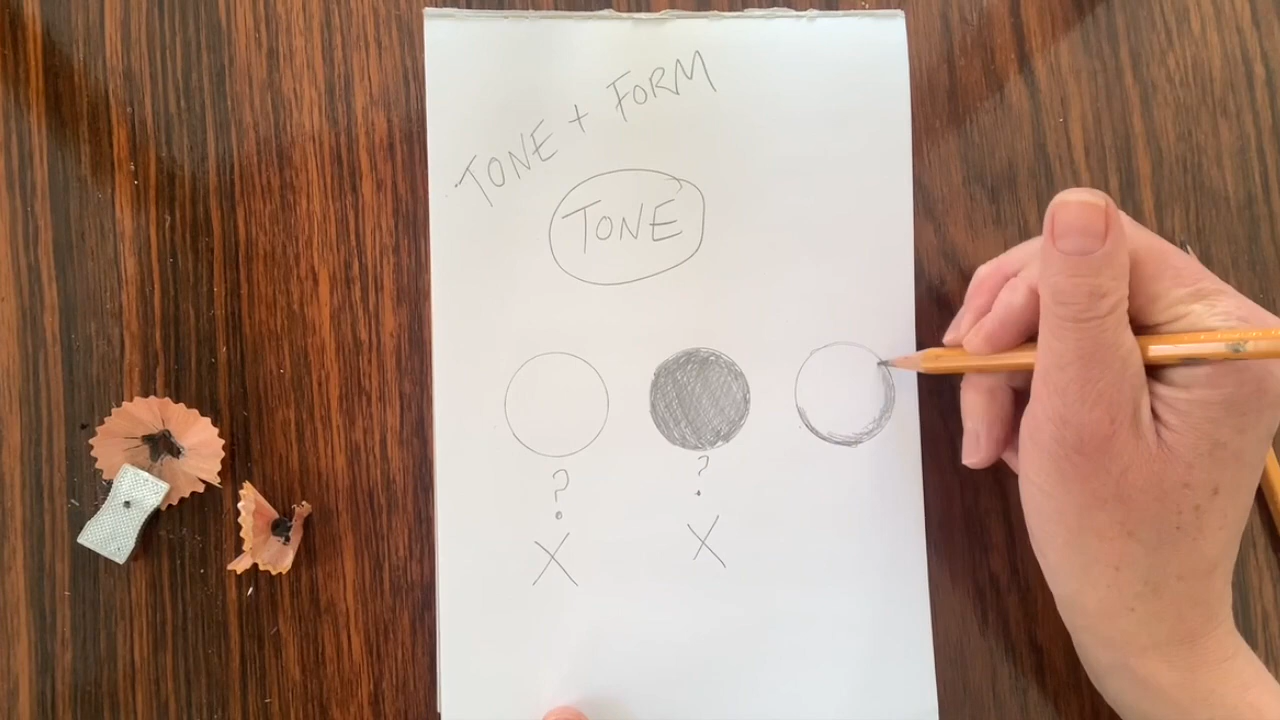 TONE + FORM
TONE
? ?
X X